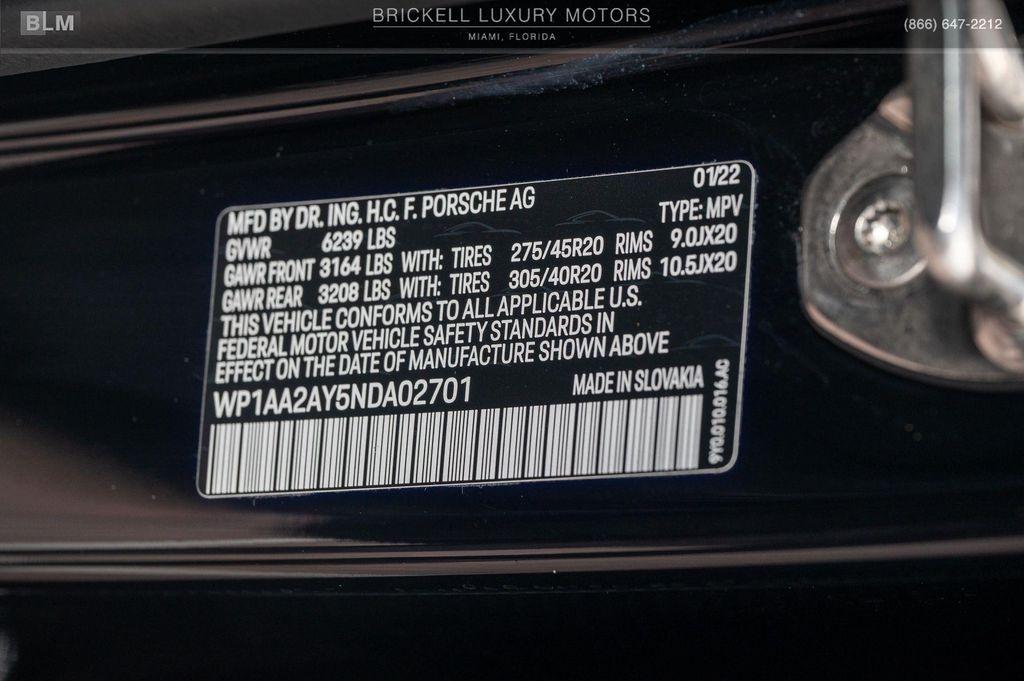 BLM
BRICKELL LUXURY MOTORS
MIAMI, FLORIDA
(866) 647-2212
MFD BY DR. ING. H.C. F. PORSCHE AG 01/22
GVWR 6239 LBS TYPE: MPV
GAWR FRONT 3164 LBS WITH: TIRES 275/45R20 RIMS 9.0JX20
GAWR REAR 3208 LBS WITH: TIRES 305/40R20 RIMS 10.5JX20
THIS VEHICLE CONFORMS TO ALL APPLICABLE U.S.
FEDERAL MOTOR VEHICLE SAFETY STANDARDS IN
EFFECT ON THE DATE OF MANUFACTURE SHOWN ABOVE
WP1AA2AY5NDA02701 MADE IN SLOVAKIA
9Y0.010.016.AC